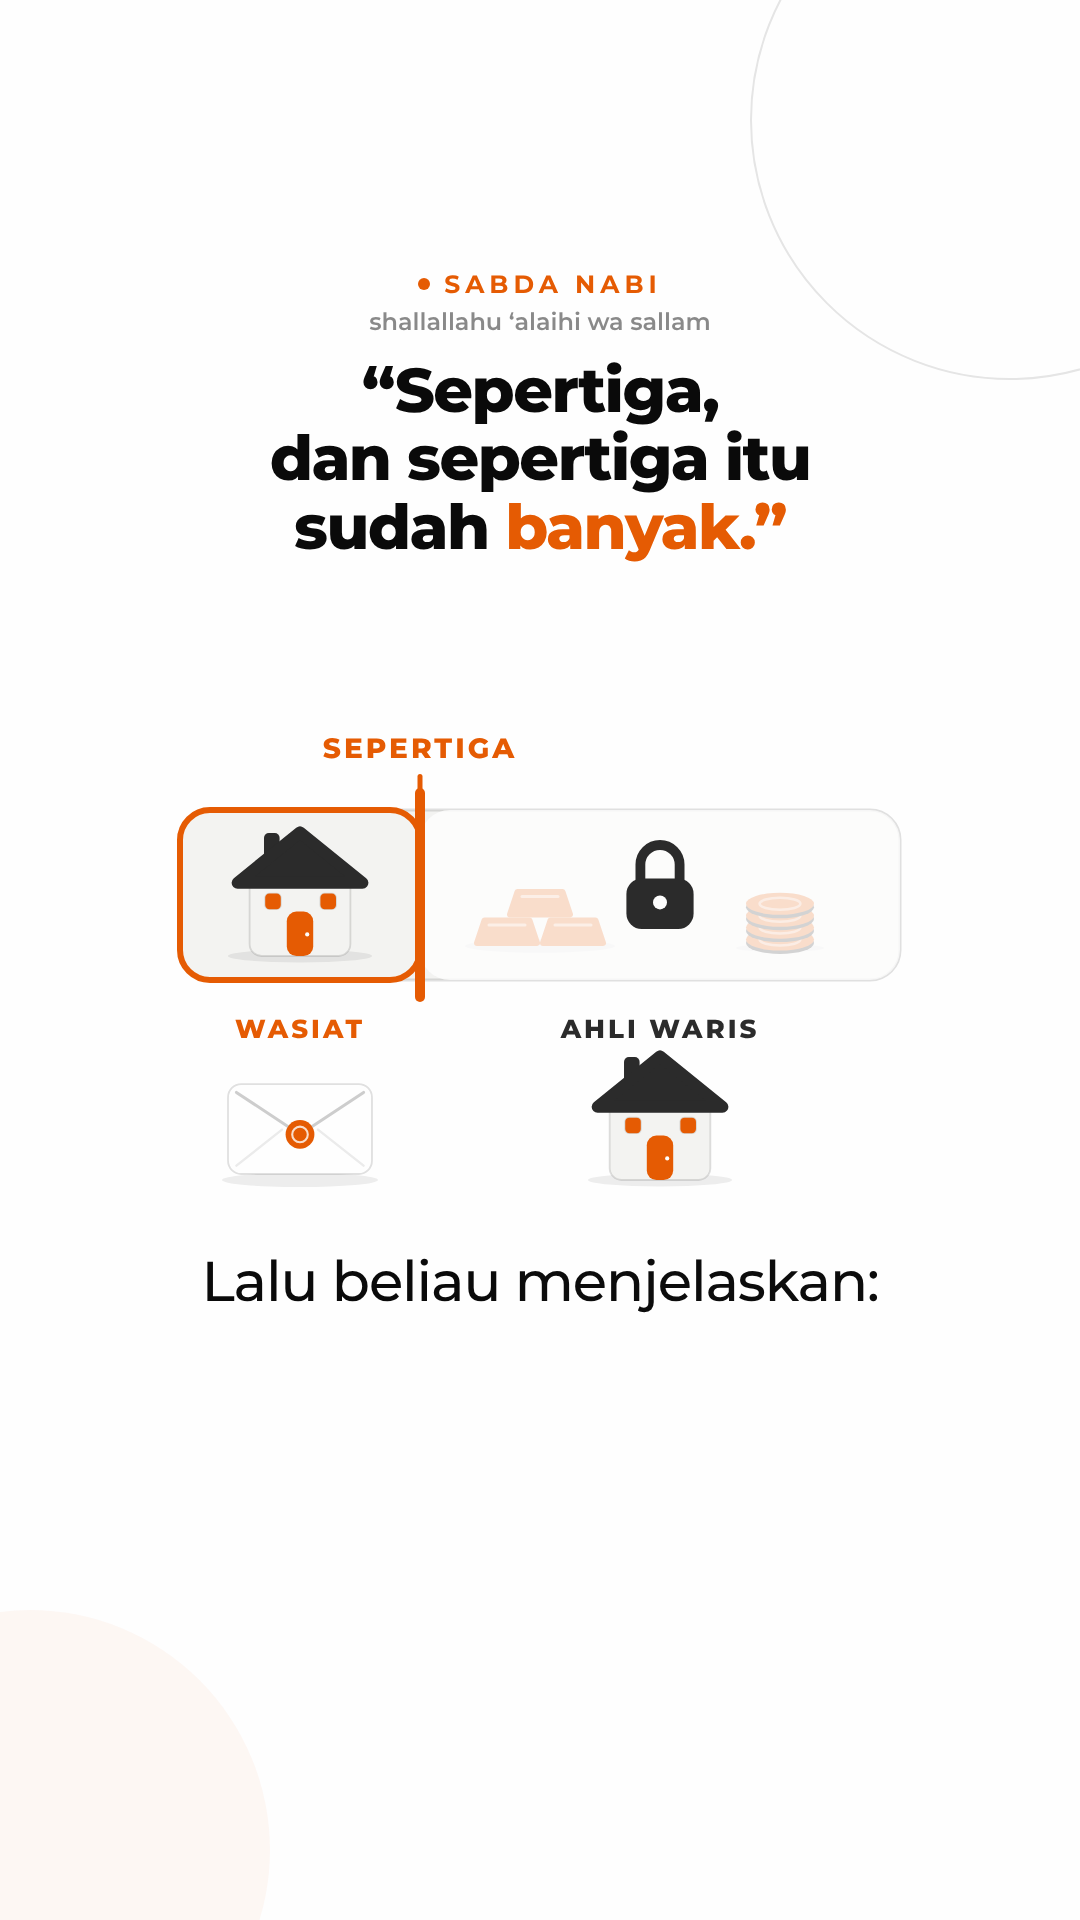 SABDA NABI
shallallahu ‘alaihi wa sallam
“Sepertiga,
dan sepertiga itu
sudah banyak.”
SEPERTIGA
WASIAT
AHLI WARIS
Lalu beliau menjelaskan: